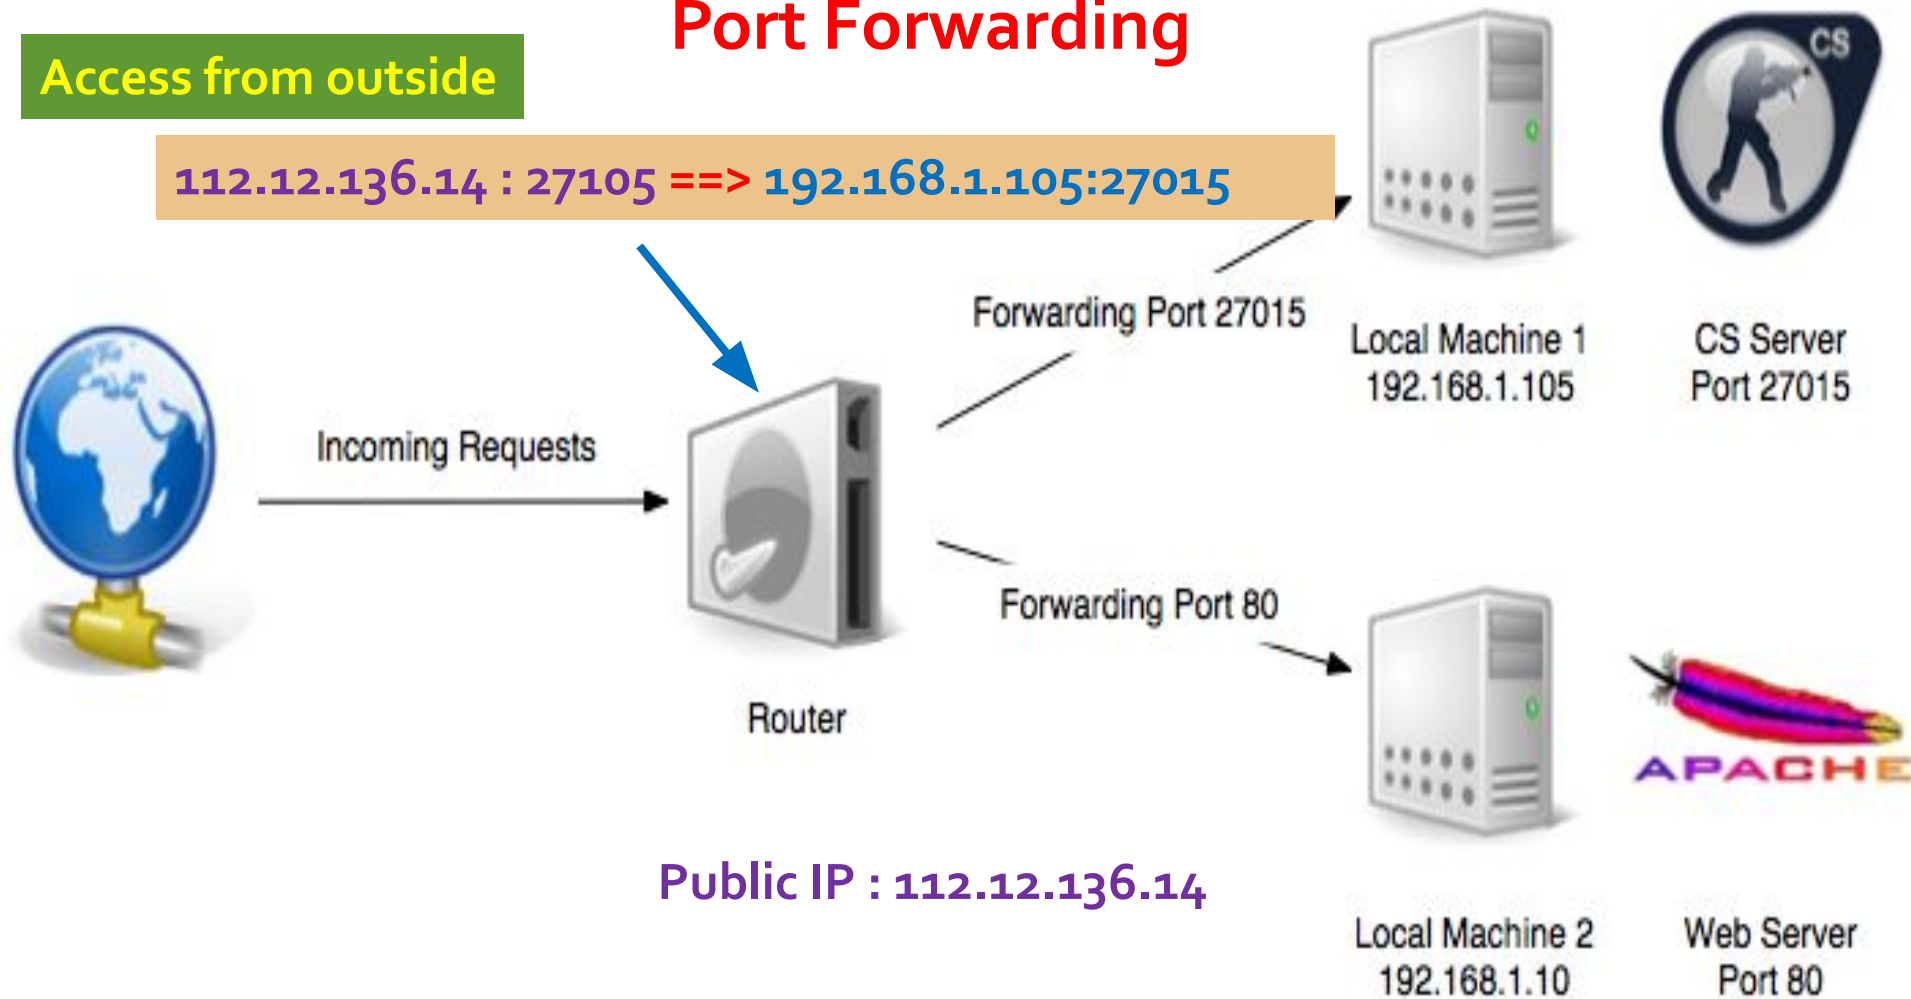 Port Forwarding
Access from outside
112.12.136.14 : 27105 ==> 192.168.1.105:27015
CS
Forwarding Port 27015
Local Machine 1
192.168.1.105
CS Server
Port 27015
Incoming Requests
Router
Forwarding Port 80
APACHE
Public IP : 112.12.136.14
Local Machine 2
192.168.1.10
Web Server
Port 80